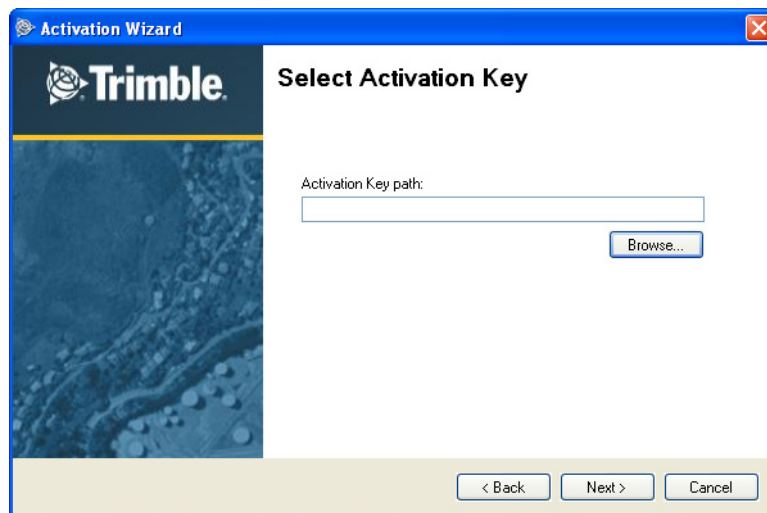 Activation Wizard
Trimble.
Select Activation Key
Activation Key path:
Browse...
< Back Next > Cancel